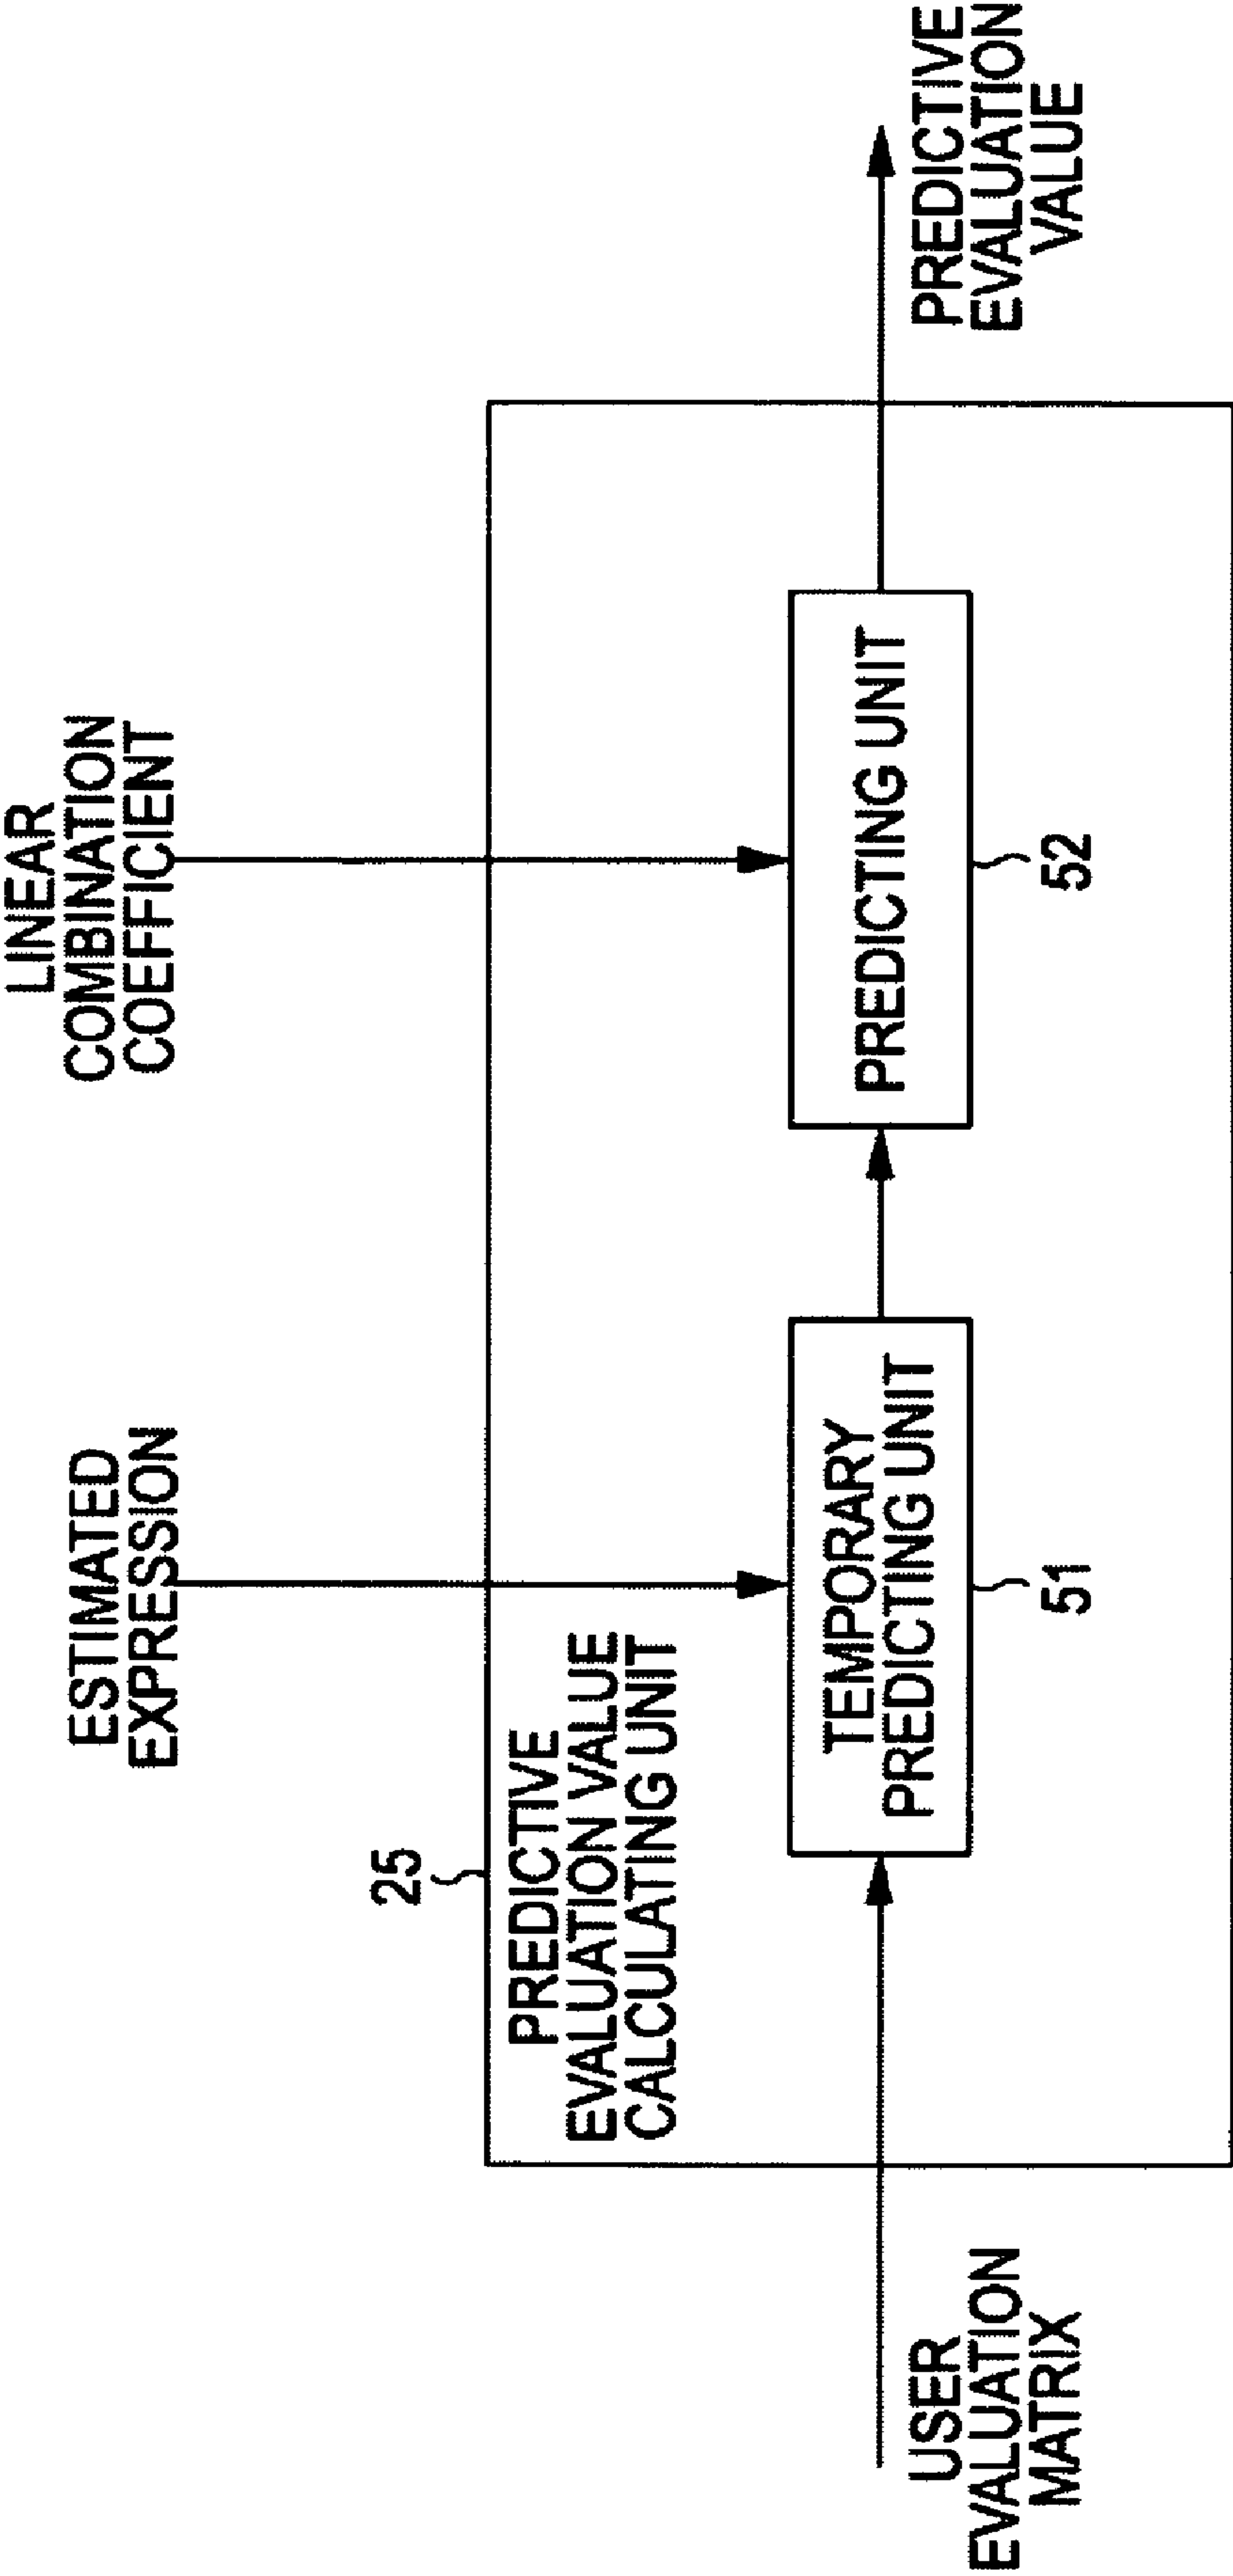 LINEAR
COMBINATION
COEFFICIENT
ESTIMATED
EXPRESSION
25
PREDICTIVE
EVALUATION VALUE
CALCULATING UNIT
USER
EVALUATION
MATRIX
TEMPORARY
PREDICTING UNIT
51
PREDICTING UNIT
52
PREDICTIVE
EVALUATION
VALUE